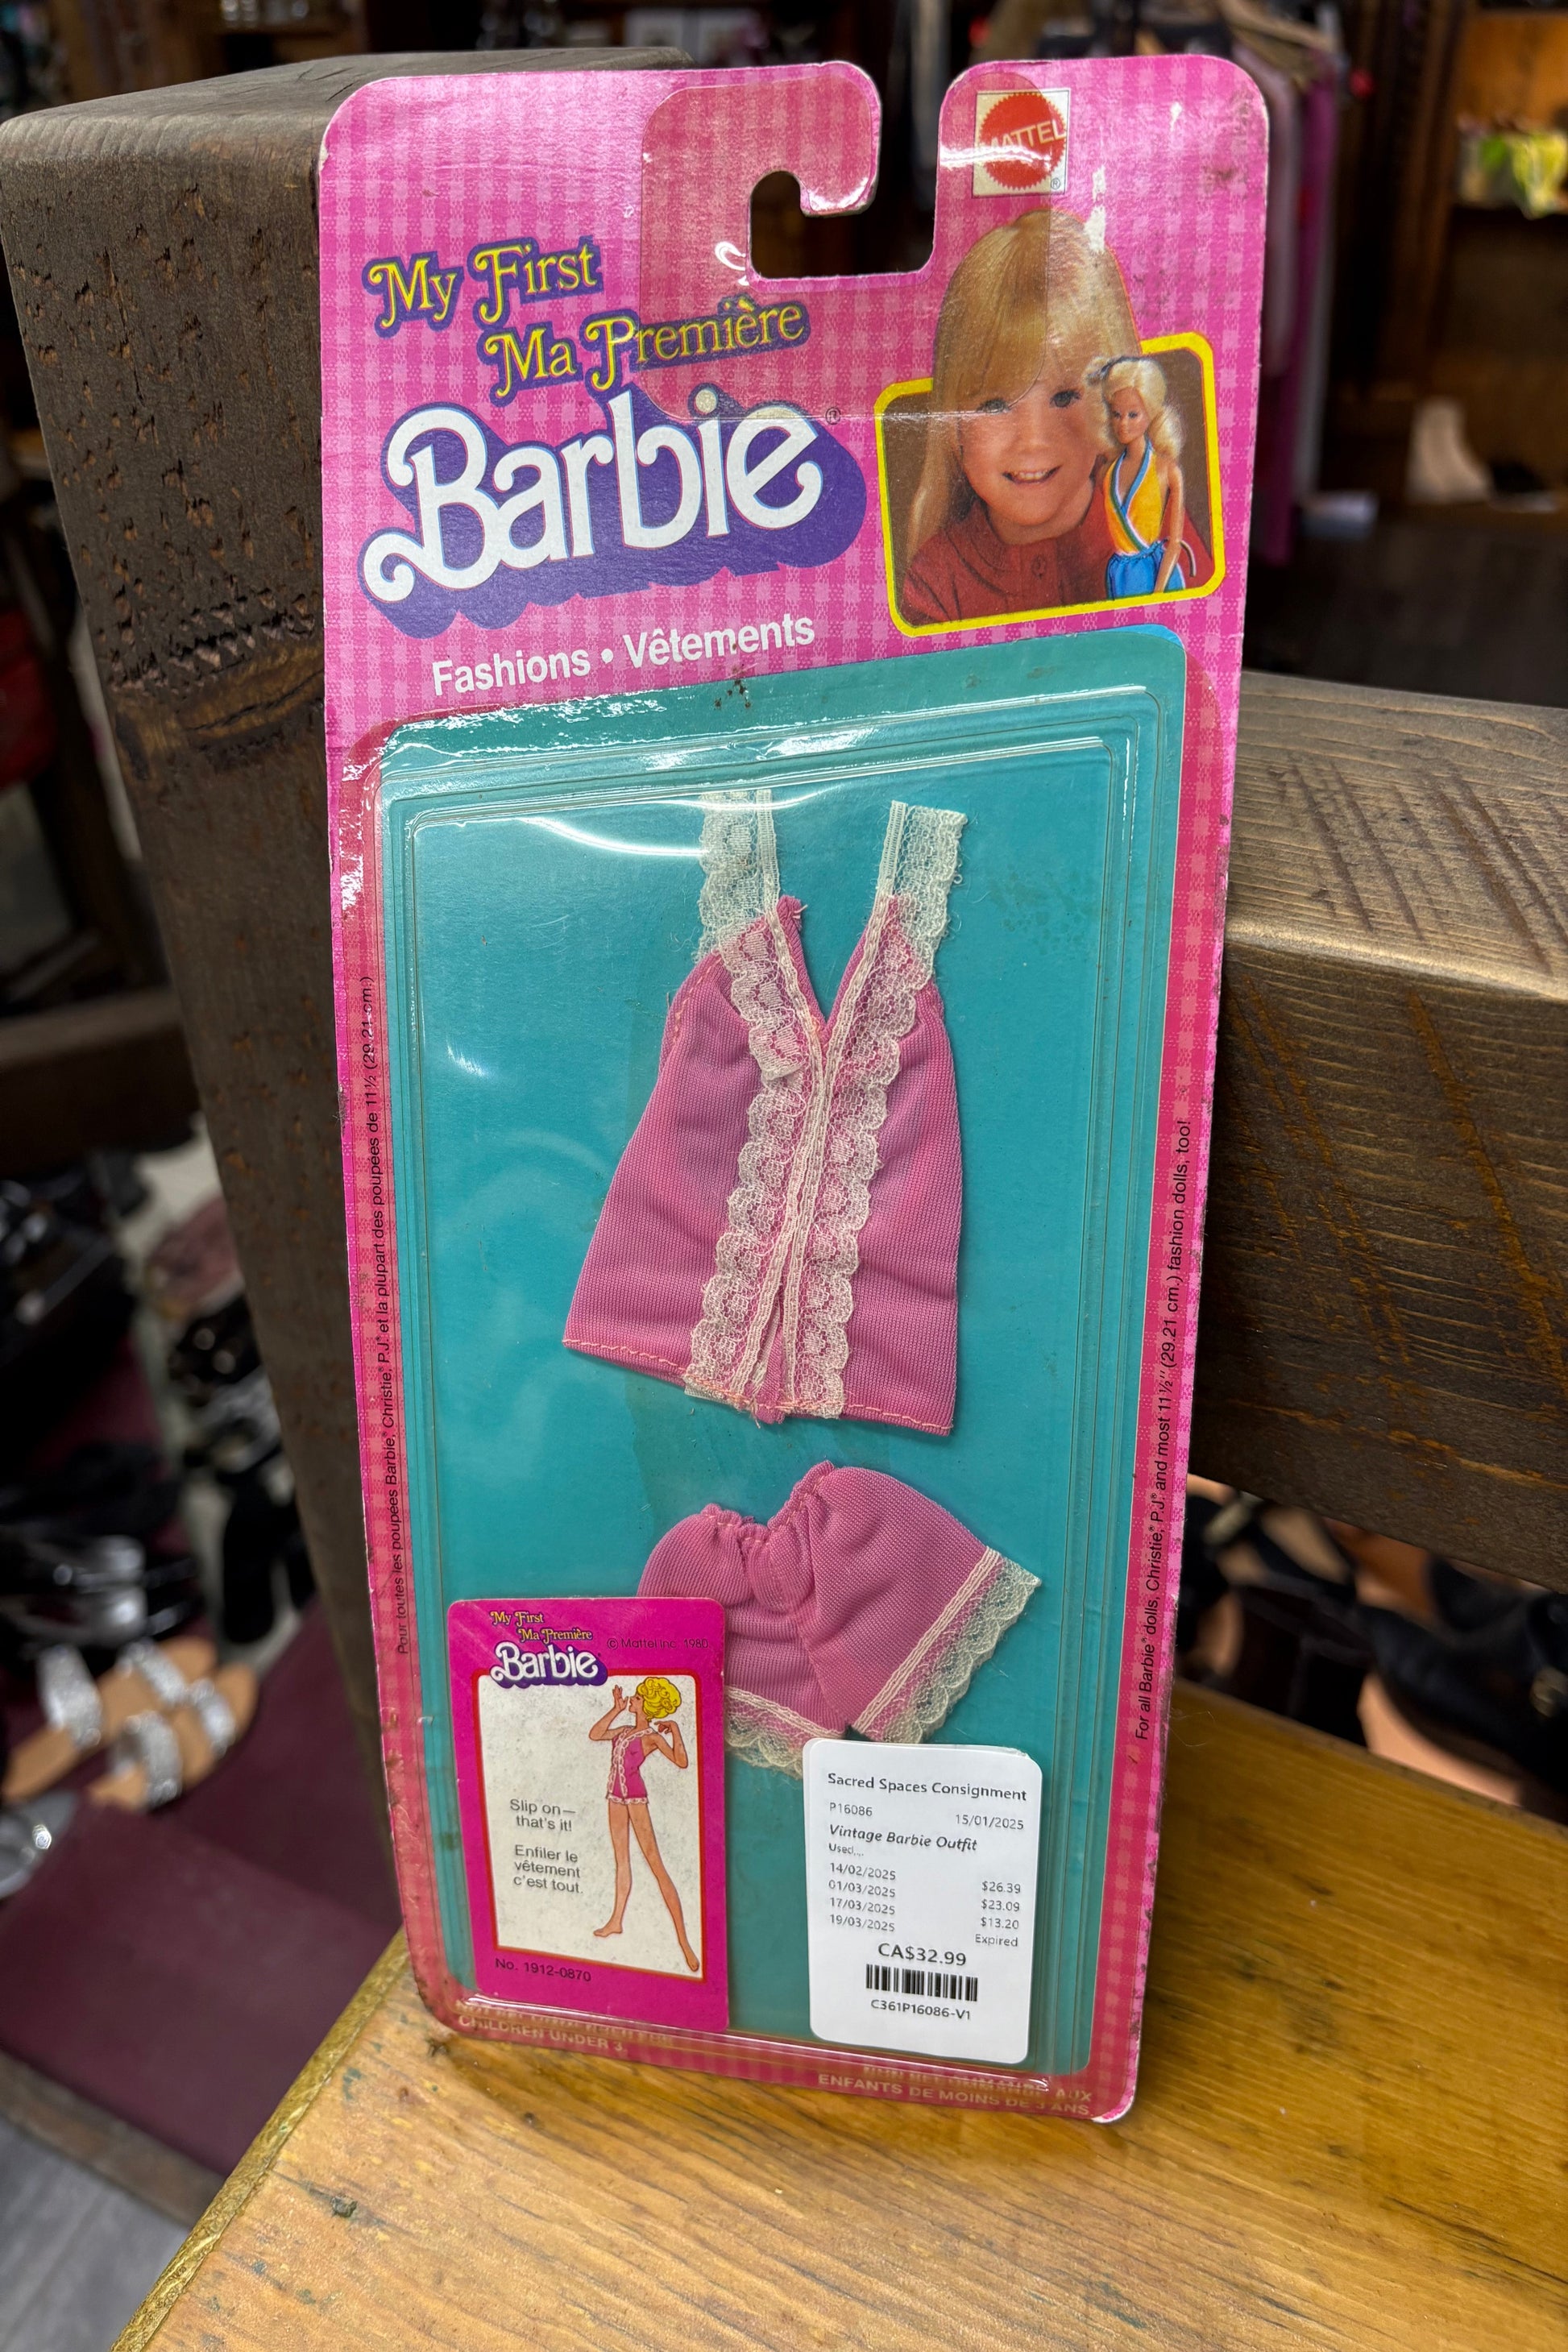 MATTEL
®
My First
Ma Première
Barbie®
Fashions • Vêtements
Pour toutes les poupées Barbie,® Christie,® P.J.® et la plupart des poupées de 11½ (29.21 cm.)
For all Barbie® dolls, Christie,® P.J.® and most 11½" (29.21 cm.) fashion dolls, too!
My First
Ma Première
Barbie
© Mattel Inc. 1980
Slip on—
that's it!
Enfiler le
vêtement
c'est tout.
No. 1912-0870
Sacred Spaces Consignment
P16086 15/01/2025
Vintage Barbie Outfit
Used...
14/02/2025 $26.39
01/03/2025 $23.09
17/03/2025 $13.20
19/03/2025 Expired
CA$32.99
C361P16086-V1
CHILDREN UNDER 3.
AUX
ENFANTS DE MOINS DE 3 ANS